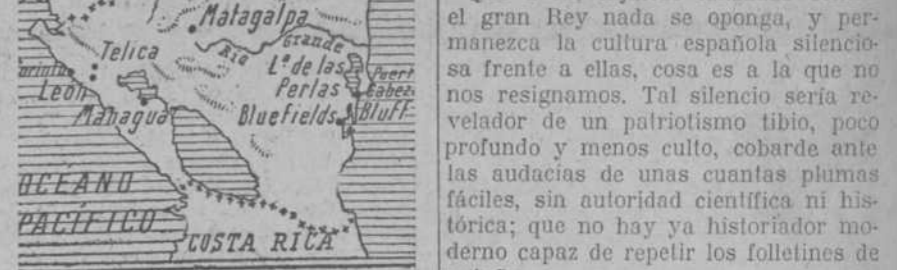 Matagalpa
Telica
Rio Grande
Lª de las
Perlas
León
Managua
Bluefields
Bluff
OCEANO
PACÍFICO
COSTA RICA
el gran Rey nada se oponga, y per-
manezca la cultura española silencio-
sa frente a ellas, cosa es a la que no
nos resignamos. Tal silencio sería re-
velador de un patriotismo tibio, poco
profundo y menos culto, cobarde ante
las audacias de unas cuantas plumas
fáciles, sin autoridad científica ni his-
tórica; que no hay ya historiador mo-
derno capaz de repetir los folletines de